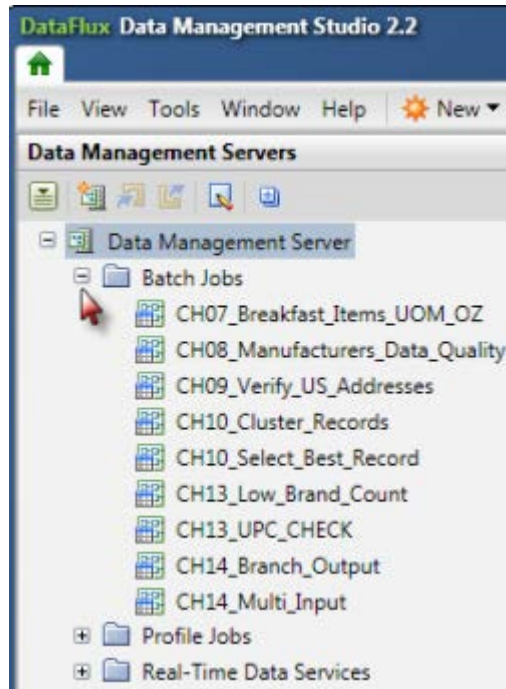 DataFlux Data Management Studio 2.2
File View Tools Window Help New
Data Management Servers
Data Management Server
Batch Jobs
CH07_Breakfast_Items_UOM_OZ
CH08_Manufacturers_Data_Quality
CH09_Verify_US_Addresses
CH10_Cluster_Records
CH10_Select_Best_Record
CH13_Low_Brand_Count
CH13_UPC_CHECK
CH14_Branch_Output
CH14_Multi_Input
Profile Jobs
Real-Time Data Services